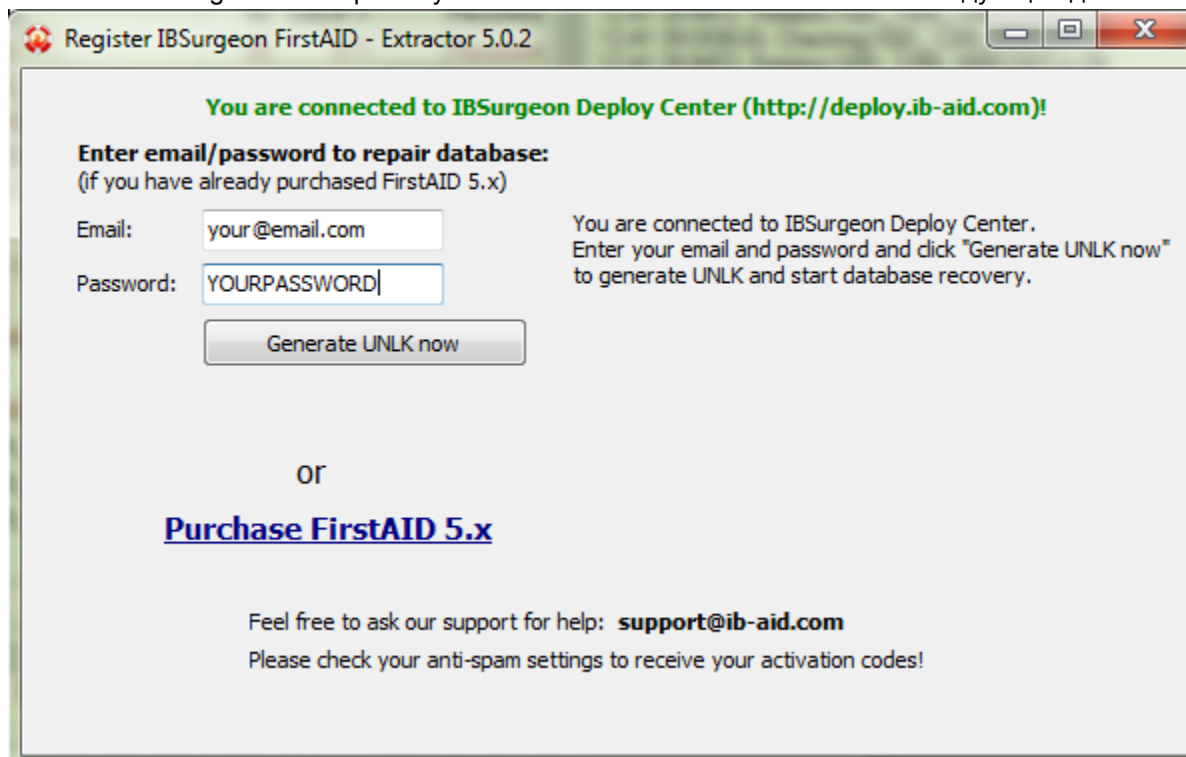 Register IBSurgeon FirstAID - Extractor 5.0.2
You are connected to IBSurgeon Deploy Center (http://deploy.ib-aid.com)!
Enter email/password to repair database:
(if you have already purchased FirstAID 5.x)
Email: your@email.com
Password: YOURPASSWORD
Generate UNLK now
You are connected to IBSurgeon Deploy Center.
Enter your email and password and click "Generate UNLK now"
to generate UNLK and start database recovery.
or
Purchase FirstAID 5.x
Feel free to ask our support for help: support@ib-aid.com
Please check your anti-spam settings to receive your activation codes!